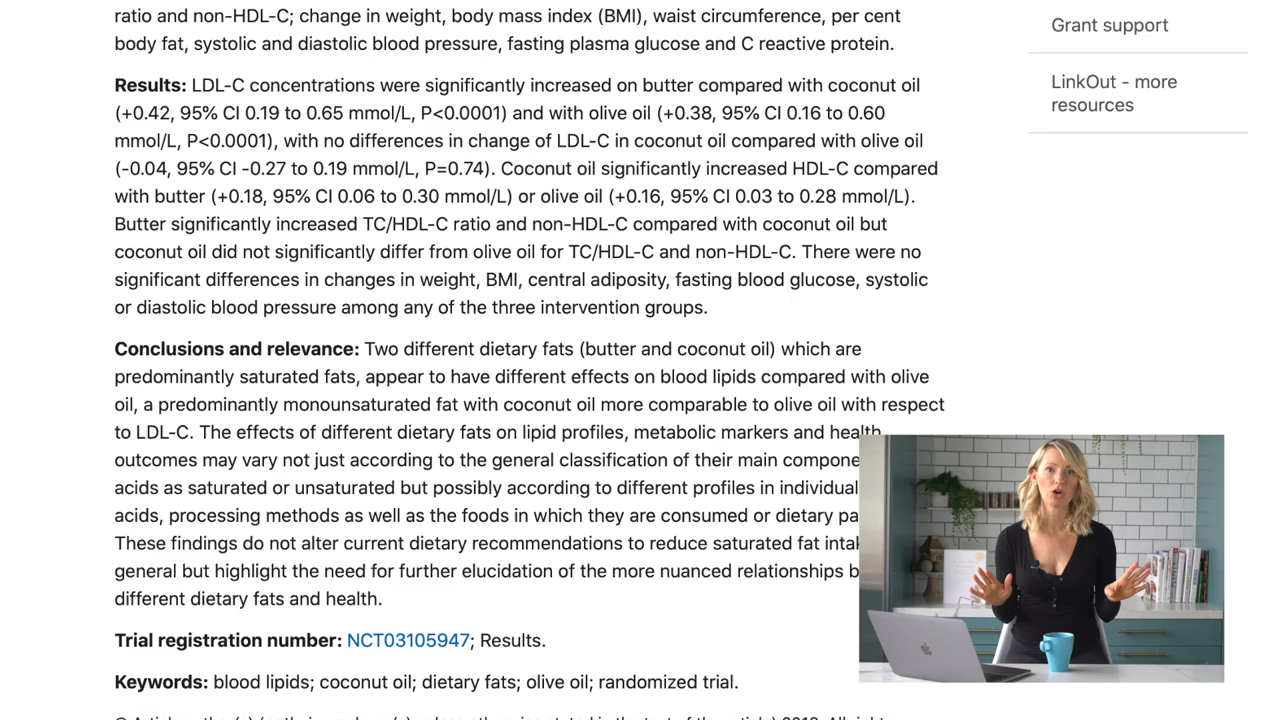 ratio and non-HDL-C; change in weight, body mass index (BMI), waist circumference, per cent
body fat, systolic and diastolic blood pressure, fasting plasma glucose and C reactive protein.
Results: LDL-C concentrations were significantly increased on butter compared with coconut oil
(+0.42, 95% CI 0.19 to 0.65 mmol/L, P<0.0001) and with olive oil (+0.38, 95% CI 0.16 to 0.60
mmol/L, P<0.0001), with no differences in change of LDL-C in coconut oil compared with olive oil
(-0.04, 95% CI -0.27 to 0.19 mmol/L, P=0.74). Coconut oil significantly increased HDL-C compared
with butter (+0.18, 95% CI 0.06 to 0.30 mmol/L) or olive oil (+0.16, 95% CI 0.03 to 0.28 mmol/L).
Butter significantly increased TC/HDL-C ratio and non-HDL-C compared with coconut oil but
coconut oil did not significantly differ from olive oil for TC/HDL-C and non-HDL-C. There were no
significant differences in changes in weight, BMI, central adiposity, fasting blood glucose, systolic
or diastolic blood pressure among any of the three intervention groups.
Conclusions and relevance: Two different dietary fats (butter and coconut oil) which are
predominantly saturated fats, appear to have different effects on blood lipids compared with olive
oil, a predominantly monounsaturated fat with coconut oil more comparable to olive oil with respect
to LDL-C. The effects of different dietary fats on lipid profiles, metabolic markers and health
outcomes may vary not just according to the general classification of their main compone
acids as saturated or unsaturated but possibly according to different profiles in individual
acids, processing methods as well as the foods in which they are consumed or dietary pa
These findings do not alter current dietary recommendations to reduce saturated fat inta
general but highlight the need for further elucidation of the more nuanced relationships b
different dietary fats and health.
Trial registration number: NCT03105947; Results.
Keywords: blood lipids; coconut oil; dietary fats; olive oil; randomized trial.
Grant support
LinkOut - more
resources